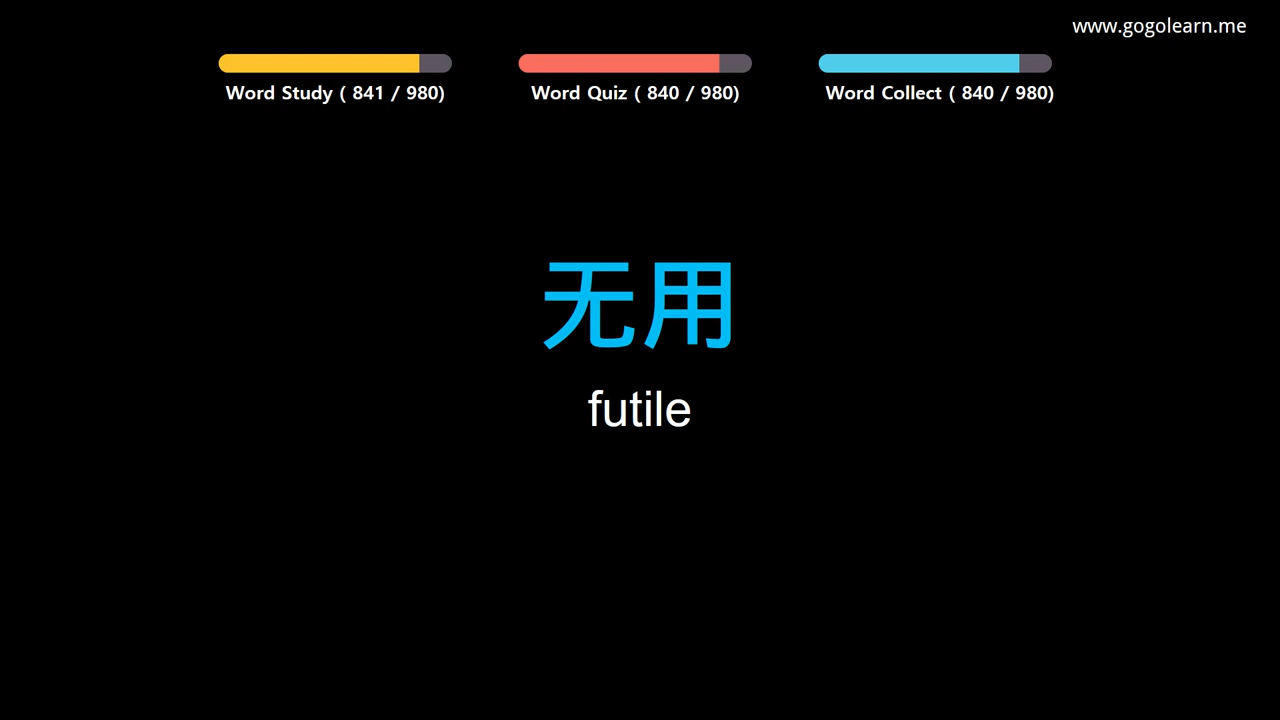 www.gogolearn.me
Word Study ( 841 / 980)
Word Quiz ( 840 / 980)
Word Collect ( 840 / 980)
无用
futile